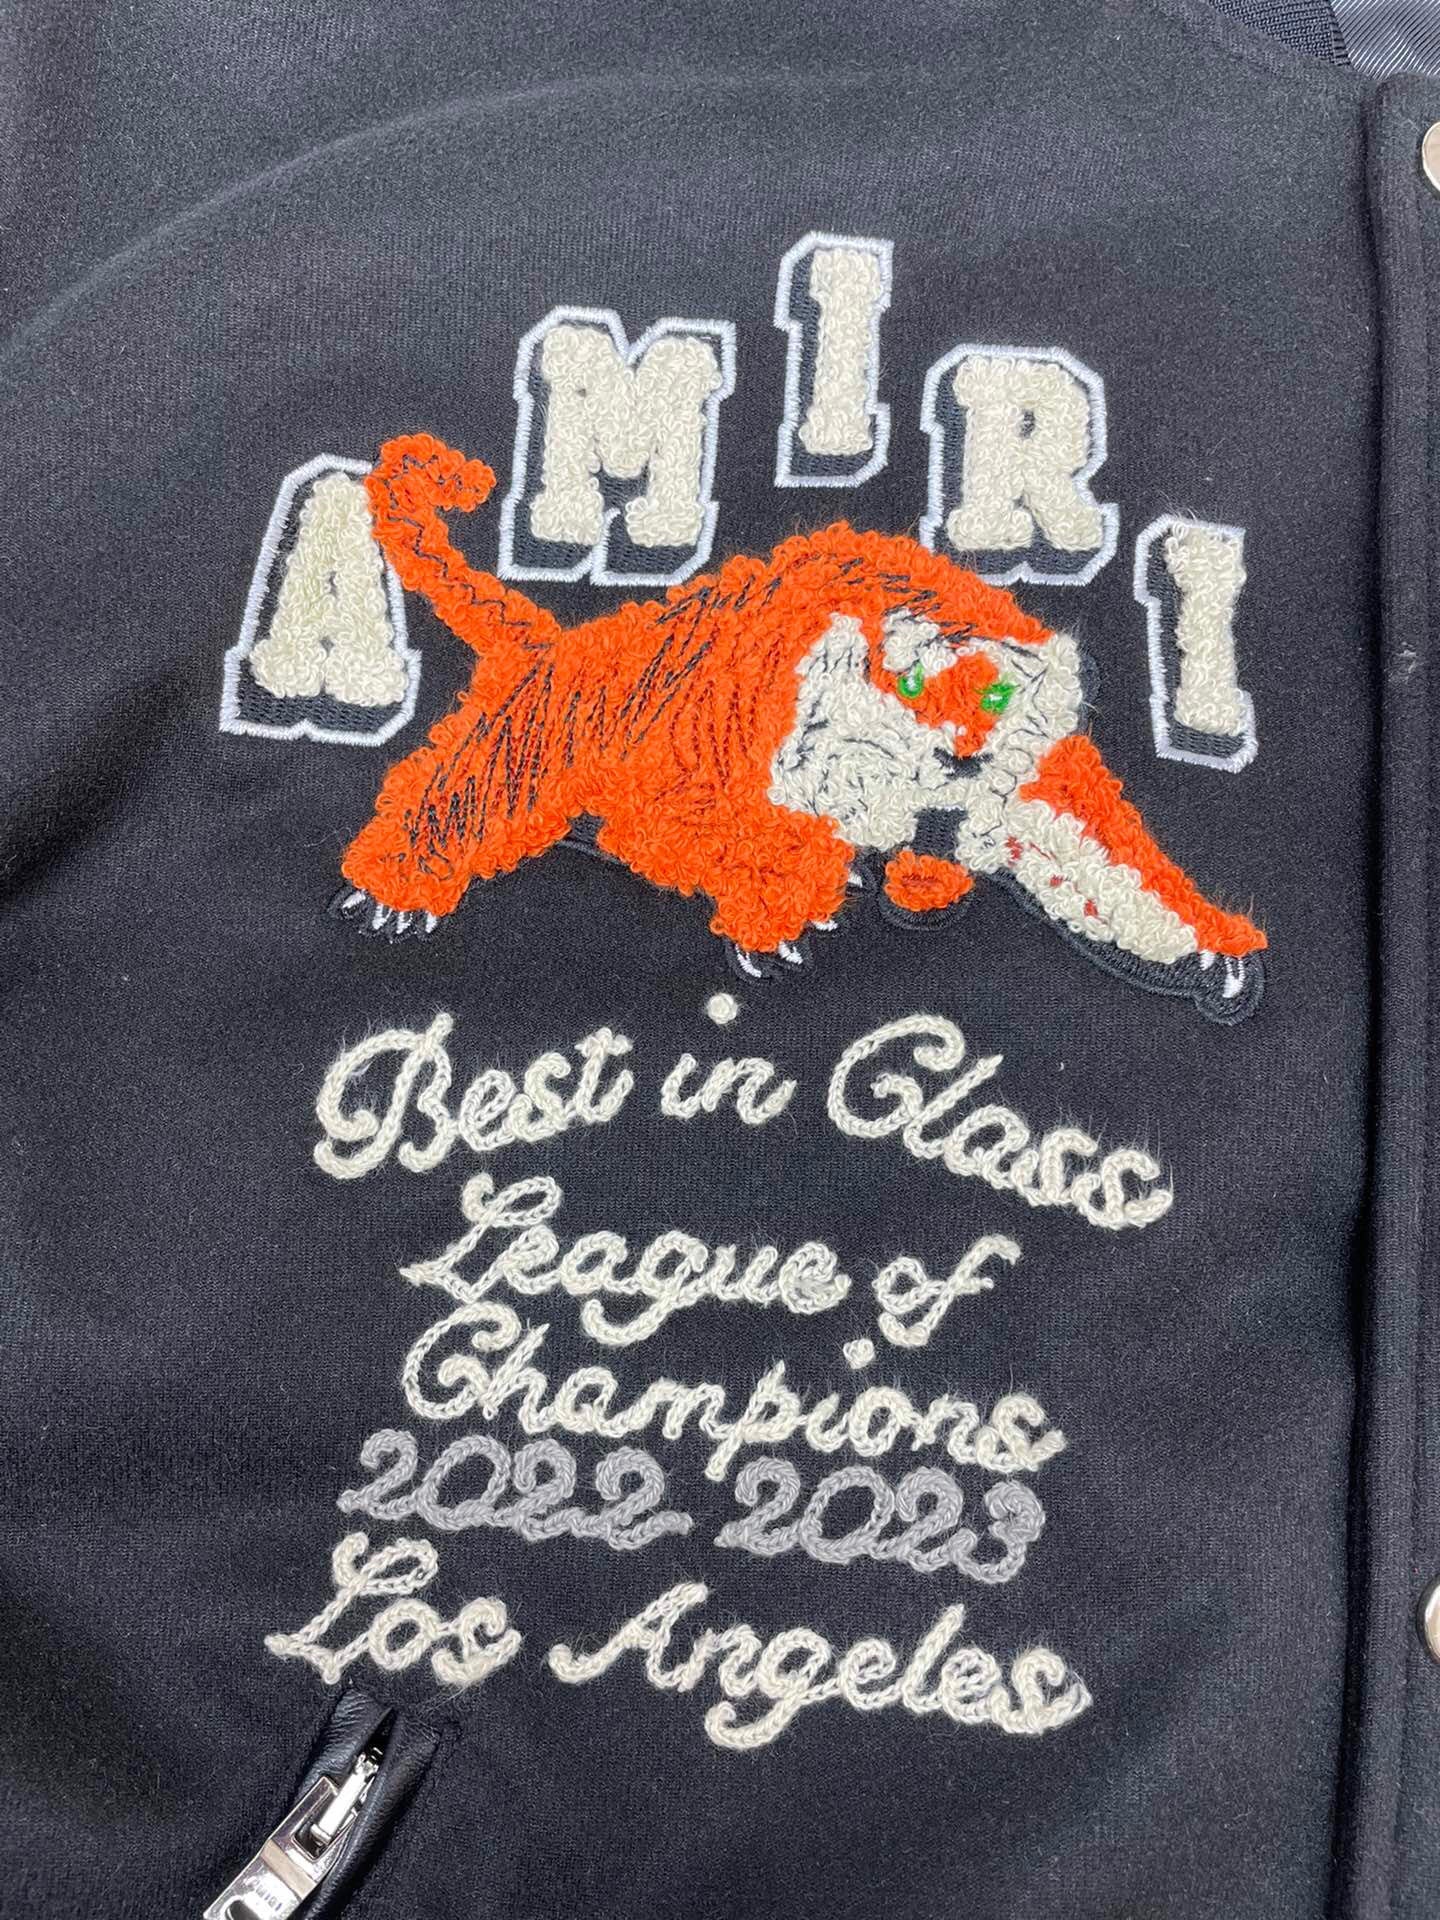 AMIRI
Best in Class
League of
Champions
2022 2023
Los Angeles